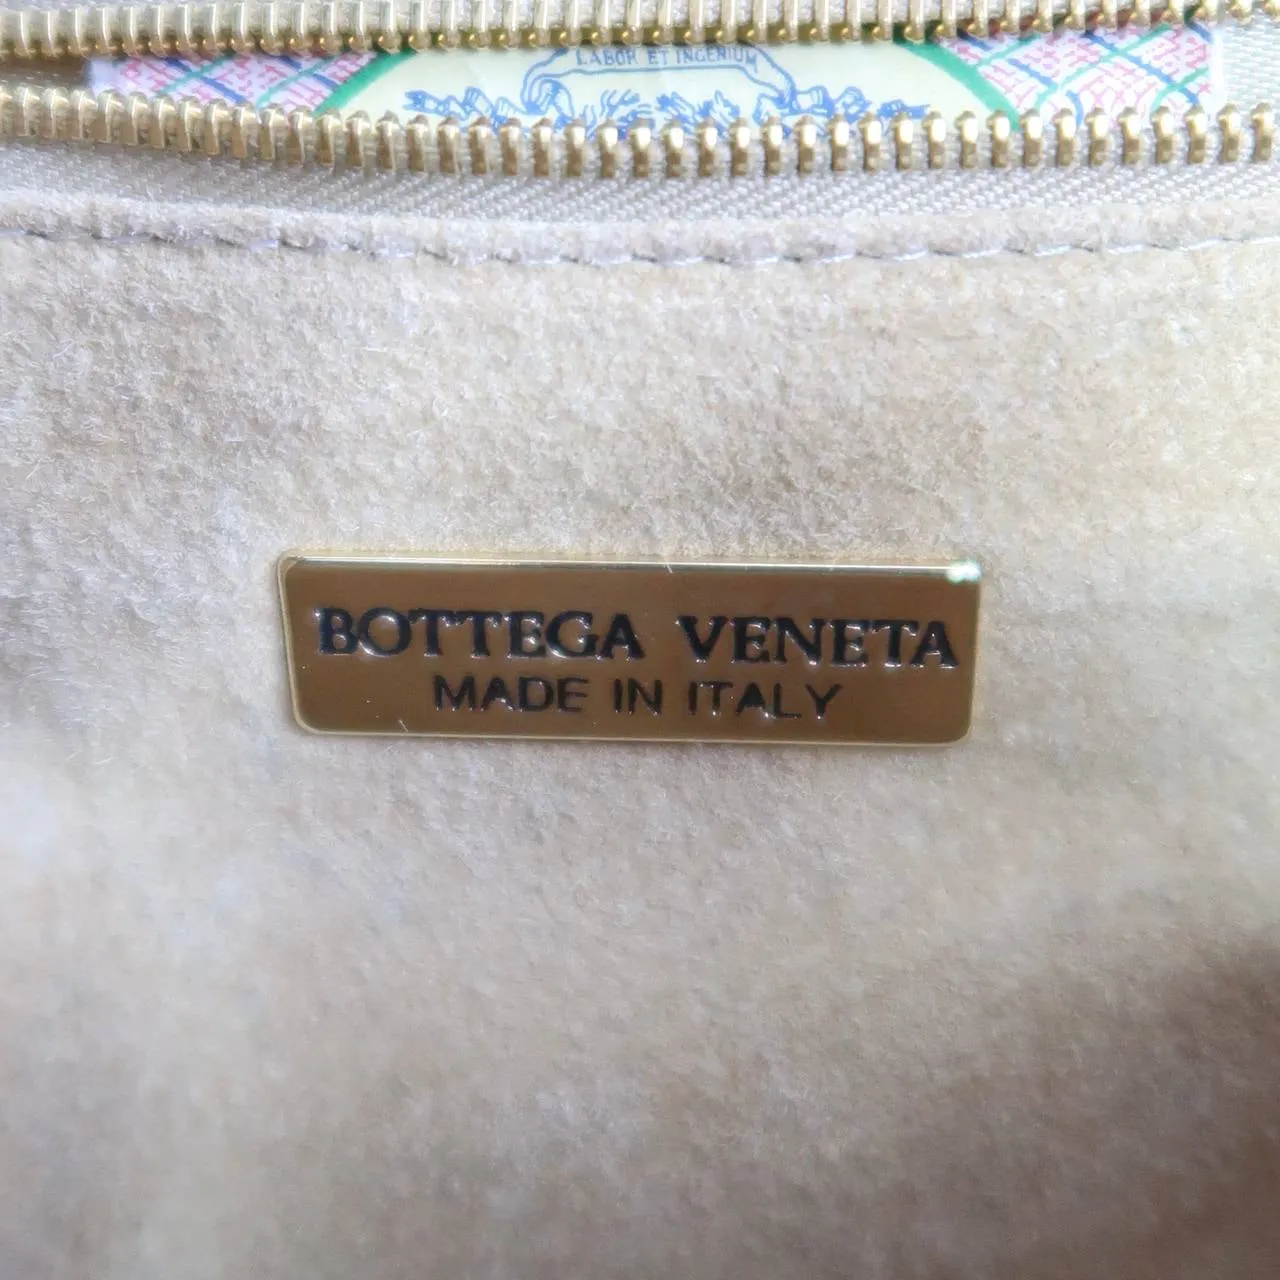 LABOR ET INGENIUM
BOTTEGA VENETA
MADE IN ITALY